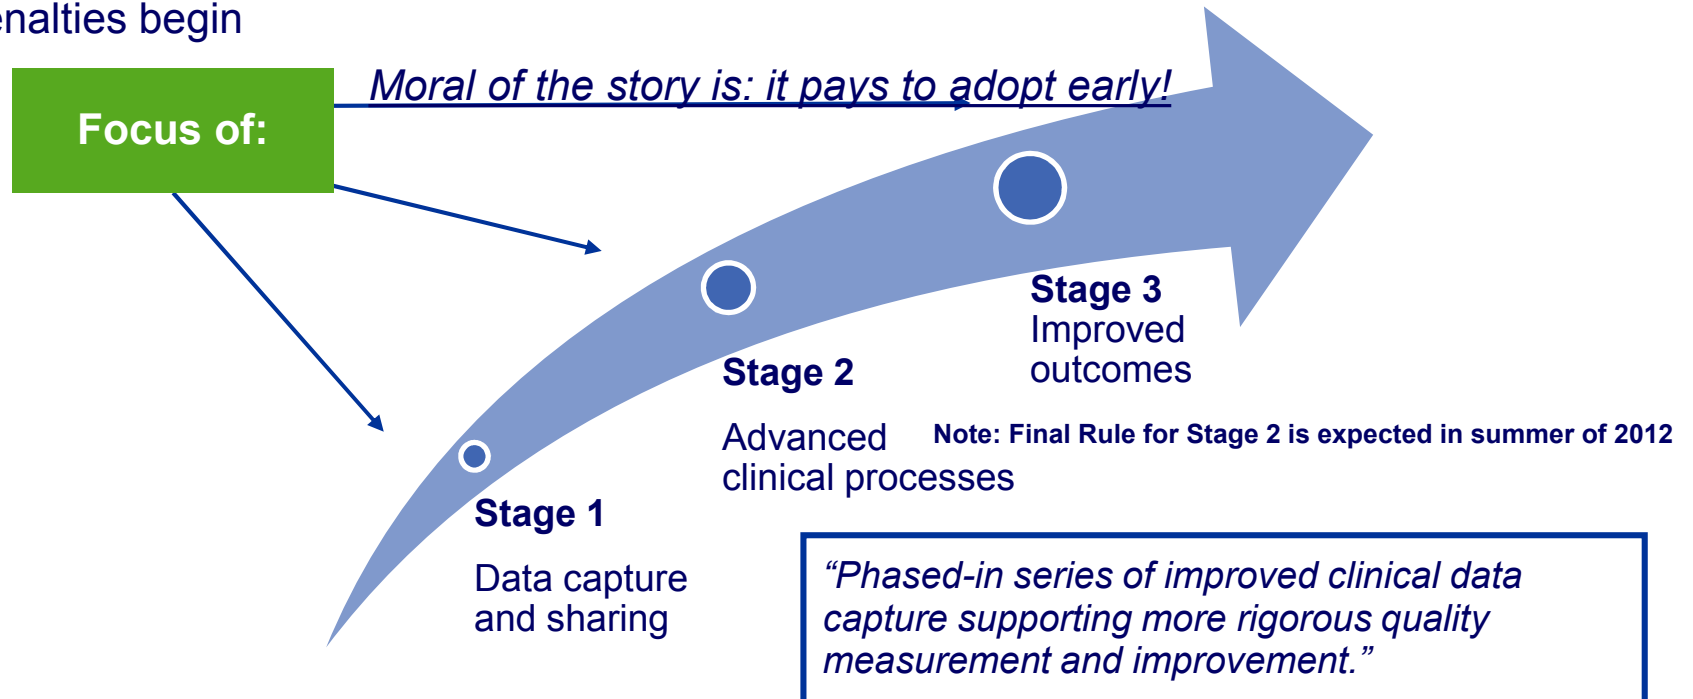 enalties begin
Moral of the story is: it pays to adopt early!
Focus of:
Stage 3
Improved
outcomes
Stage 2
Advanced
clinical processes
Note: Final Rule for Stage 2 is expected in summer of 2012
Stage 1
Data capture
and sharing
“Phased-in series of improved clinical data
capture supporting more rigorous quality
measurement and improvement.”